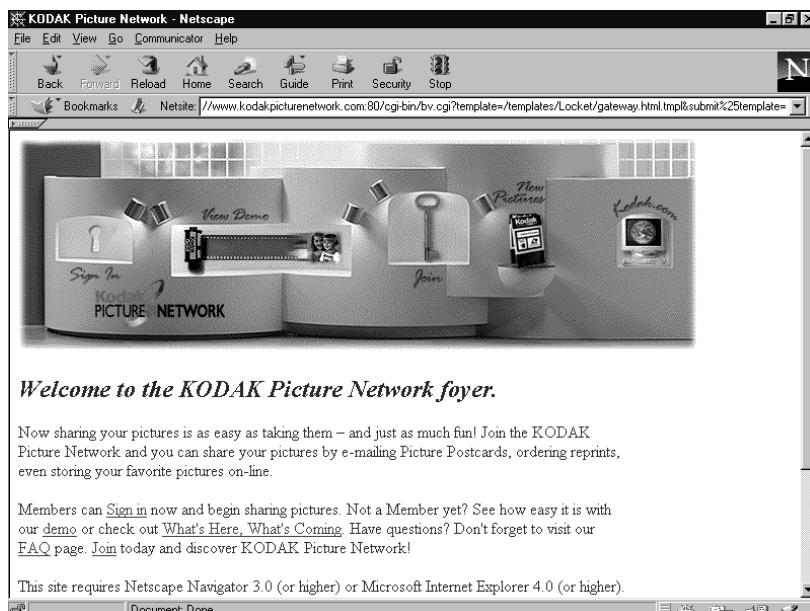 KODAK Picture Network - Netscape
File Edit View Go Communicator Help
Back Forward Reload Home Search Guide Print Security Stop
N
Bookmarks Netsite: //www.kodakpicturenetwork.com:80/cgi-bin/bv.cgi?template=/templates/Locket/gateway.html.tmpl&submit%25template=
Sign In
View Demo
Join
New Pictures
Kodak
Kodak.com
Kodak
PICTURE NETWORK
Welcome to the KODAK Picture Network foyer.
Now sharing your pictures is as easy as taking them – and just as much fun! Join the KODAK
Picture Network and you can share your pictures by e-mailing Picture Postcards, ordering reprints,
even storing your favorite pictures on-line.
Members can Sign in now and begin sharing pictures. Not a Member yet? See how easy it is with
our demo or check out What's Here, What's Coming. Have questions? Don't forget to visit our
FAQ page. Join today and discover KODAK Picture Network!
This site requires Netscape Navigator 3.0 (or higher) or Microsoft Internet Explorer 4.0 (or higher).
Document: Done